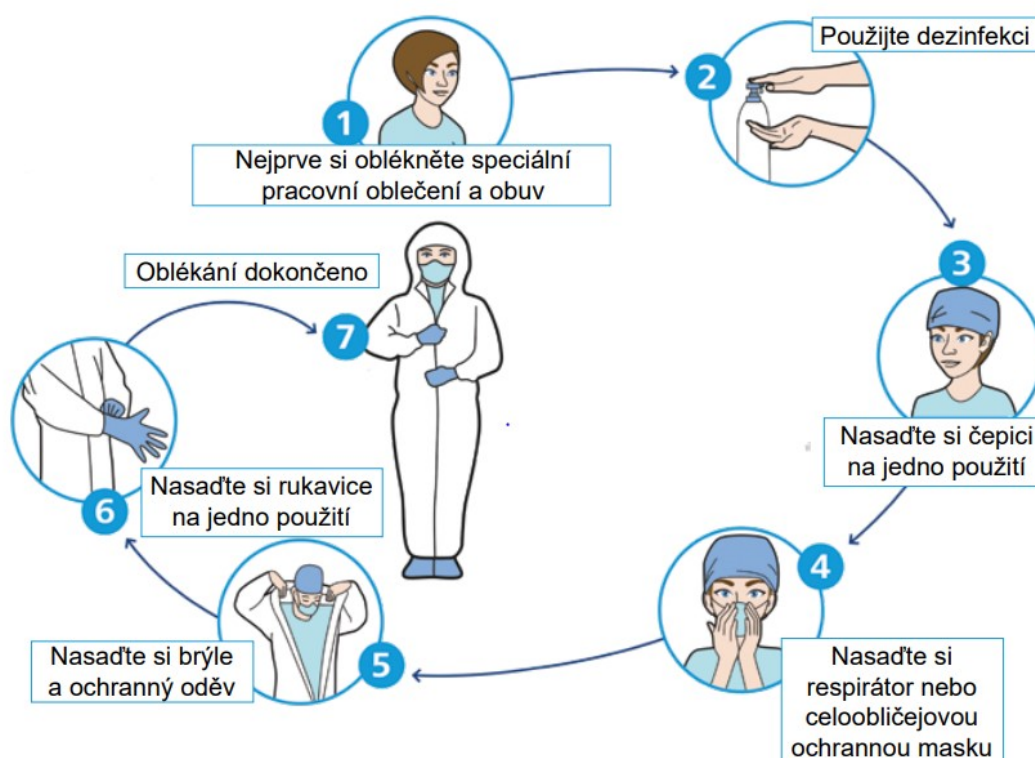 1
Nejprve si oblékněte speciální
pracovní oblečení a obuv
2
Použijte dezinfekci
3
Nasaďte si čepici
na jedno použití
4
Nasaďte si
respirátor nebo
celoobličejovou
ochrannou masku
5
Nasaďte si brýle
a ochranný oděv
6
Nasaďte si rukavice
na jedno použití
7
Oblékání dokončeno